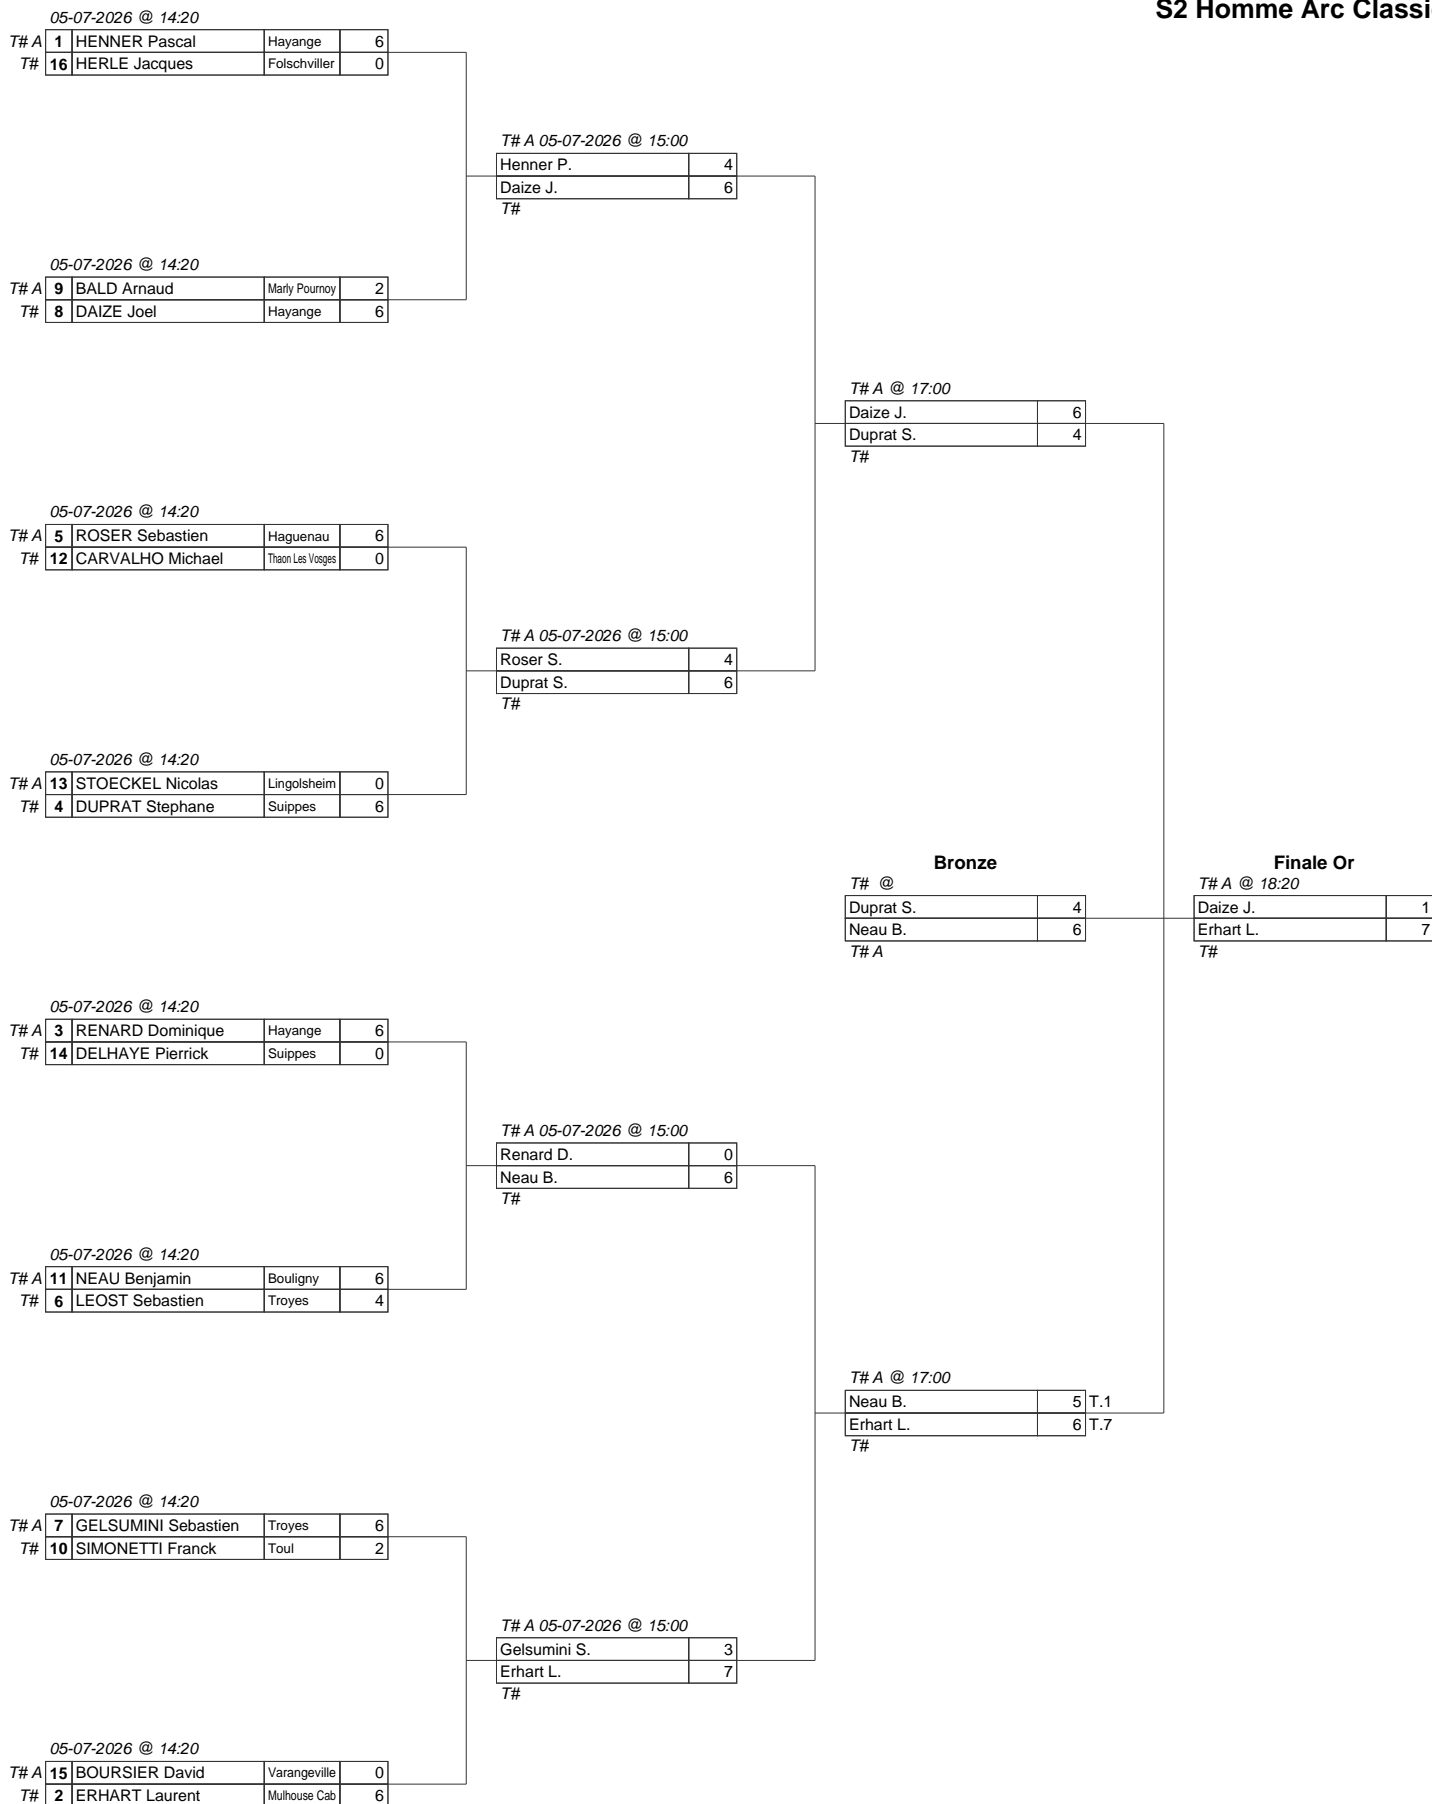 S2 Homme Arc Classi
05-07-2026 @ 14:20
T# A 1 HENNER Pascal Hayange 6
T# 16 HERLE Jacques Folschviller 0
T# A 05-07-2026 @ 15:00
Henner P. 4
Daize J. 6
T#
05-07-2026 @ 14:20
T# A 9 BALD Arnaud Marly Pournoy 2
T# 8 DAIZE Joel Hayange 6
T# A @ 17:00
Daize J. 6
Duprat S. 4
T#
05-07-2026 @ 14:20
T# A 5 ROSER Sebastien Haguenau 6
T# 12 CARVALHO Michael Thaon Les Vosges 0
T# A 05-07-2026 @ 15:00
Roser S. 4
Duprat S. 6
T#
05-07-2026 @ 14:20
T# A 13 STOECKEL Nicolas Lingolsheim 0
T# 4 DUPRAT Stephane Suippes 6
Bronze
T# @
Duprat S. 4
Neau B. 6
T# A
Finale Or
T# A @ 18:20
Daize J. 1
Erhart L. 7
T#
05-07-2026 @ 14:20
T# A 3 RENARD Dominique Hayange 6
T# 14 DELHAYE Pierrick Suippes 0
T# A 05-07-2026 @ 15:00
Renard D. 0
Neau B. 6
T#
05-07-2026 @ 14:20
T# A 11 NEAU Benjamin Bouligny 6
T# 6 LEOST Sebastien Troyes 4
T# A @ 17:00
Neau B. 5 T.1
Erhart L. 6 T.7
T#
05-07-2026 @ 14:20
T# A 7 GELSUMINI Sebastien Troyes 6
T# 10 SIMONETTI Franck Toul 2
T# A 05-07-2026 @ 15:00
Gelsumini S. 3
Erhart L. 7
T#
05-07-2026 @ 14:20
T# A 15 BOURSIER David Varangeville 0
T# 2 ERHART Laurent Mulhouse Cab 6